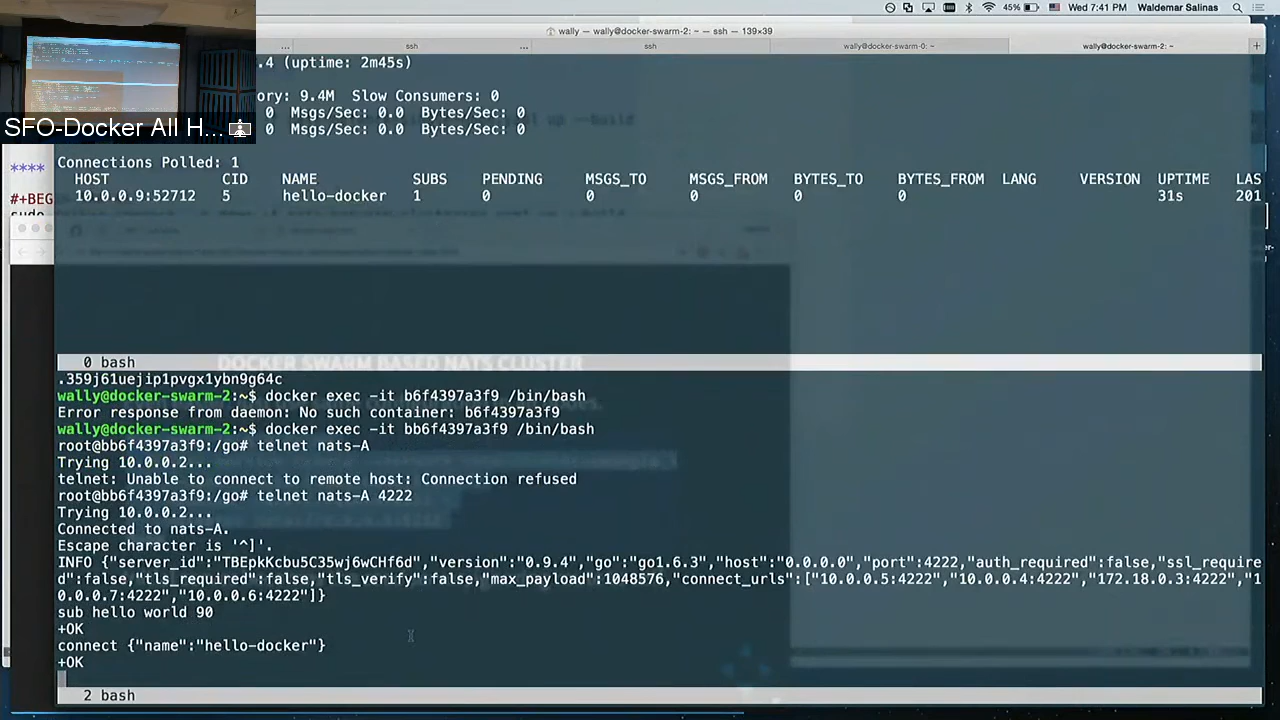 45% Wed 7:41 PM Waldemar Salinas
wally — wally@docker-swarm-2: ~ — ssh — 139×39
... ssh ... ssh wally@docker-swarm-0: ~ wally@docker-swarm-2: ~ +
SFO-Docker All H...
.4 (uptime: 2m45s)
ory: 9.4M Slow Consumers: 0
0 Msgs/Sec: 0.0 Bytes/Sec: 0
0 Msgs/Sec: 0.0 Bytes/Sec: 0
up --build
****
#+BEG
sudo
Connections Polled: 1
HOST CID NAME SUBS PENDING MSGS_TO MSGS_FROM BYTES_TO BYTES_FROM LANG VERSION UPTIME LAS
10.0.0.9:52712 5 hello-docker 1 0 0 0 0 0 31s 201
0 bash
DOCKER SWARM BASED NATS CLUSTER
.359j61uejip1pvgx1ybn9g64c
wally@docker-swarm-2:~$ docker exec -it b6f4397a3f9 /bin/bash
Error response from daemon: No such container: b6f4397a3f9
wally@docker-swarm-2:~$ docker exec -it bb6f4397a3f9 /bin/bash
root@bb6f4397a3f9:/go# telnet nats-A
Trying 10.0.0.2...
telnet: Unable to connect to remote host: Connection refused
root@bb6f4397a3f9:/go# telnet nats-A 4222
Trying 10.0.0.2...
Connected to nats-A.
Escape character is '^]'.
INFO {"server_id":"TBEpkKcbu5C35wj6wCHf6d","version":"0.9.4","go":"go1.6.3","host":"0.0.0.0","port":4222,"auth_required":false,"ssl_require
d":false,"tls_required":false,"tls_verify":false,"max_payload":1048576,"connect_urls":["10.0.0.5:4222","10.0.0.4:4222","172.18.0.3:4222","1
0.0.0.7:4222","10.0.0.6:4222"]}
sub hello world 90
+OK
connect {"name":"hello-docker"}
+OK
2 bash